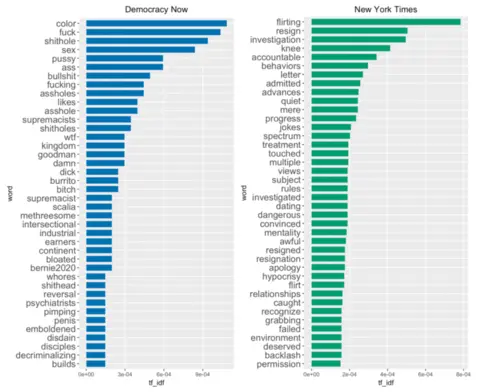 Democracy Now
color
fuck
shithole
sex
pussy
ass
bullshit
fucking
assholes
likes
asshole
supremacists
shitholes
wtf
kingdom
goodman
damn
dick
burrito
bitch
supremacist
scalia
methreesome
intersectional
industrial
earners
continent
bloated
bernie2020
whores
shithead
reversal
psychiatrists
pimping
penis
emboldened
disdain
disciples
decriminalizing
builds
word
0e+00 2e-04 4e-04 6e-04
tf_idf
New York Times
flirting
resign
investigation
knee
accountable
behaviors
letter
admitted
advances
quiet
mere
progress
jokes
spectrum
treatment
touched
multiple
views
subject
rules
investigated
dating
dangerous
convinced
mentality
awful
resigned
resignation
apology
hypocrisy
flirt
relationships
caught
recognize
grabbing
failed
environment
deserved
backlash
permission
word
0e+00 2e-04 4e-04 6e-04 8e-04
tf_idf